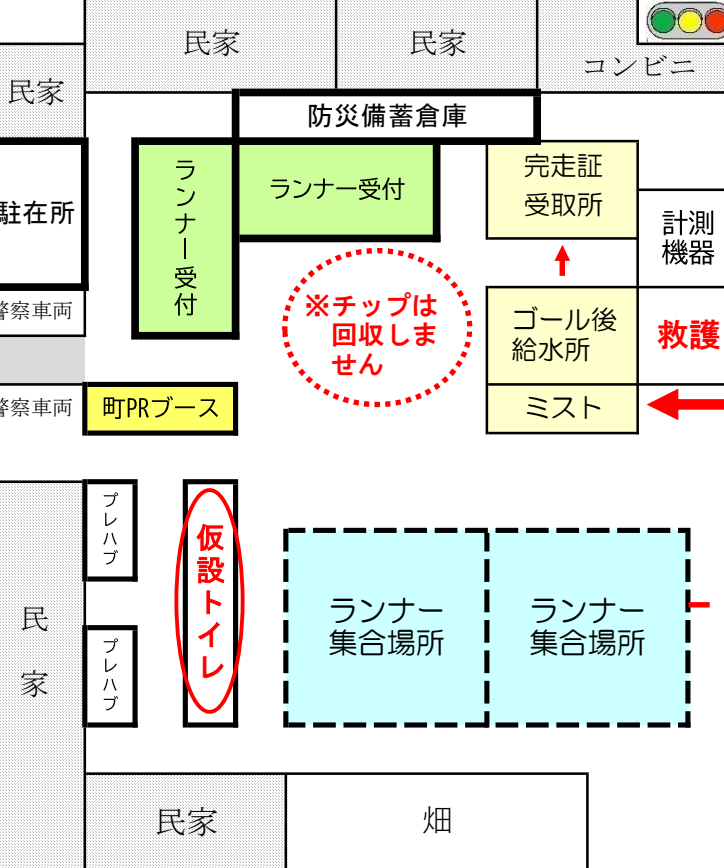 民家
民家
コンビニ
民家
防災備蓄倉庫
駐在所
ランナー受付
ランナー受付
完走証
受取所
計測
機器
※チップは
回収しま
せん
ゴール後
給水所
救護
警察車両
警察車両
町PRブース
ミスト
プレハブ
仮設トイレ
ランナー
集合場所
ランナー
集合場所
民家
プレハブ
民家
畑